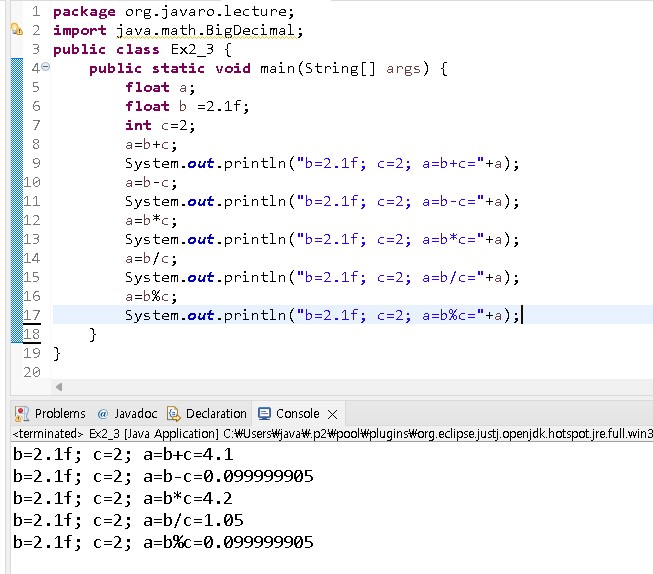 1 package org.javaro.lecture;
2 import java.math.BigDecimal;
3 public class Ex2_3 {
4 public static void main(String[] args) {
5 float a;
6 float b =2.1f;
7 int c=2;
8 a=b+c;
9 System.out.println("b=2.1f; c=2; a=b+c="+a);
10 a=b-c;
11 System.out.println("b=2.1f; c=2; a=b-c="+a);
12 a=b*c;
13 System.out.println("b=2.1f; c=2; a=b*c="+a);
14 a=b/c;
15 System.out.println("b=2.1f; c=2; a=b/c="+a);
16 a=b%c;
17 System.out.println("b=2.1f; c=2; a=b%c="+a);
18 }
19 }
20
Problems @ Javadoc Declaration Console
<terminated> Ex2_3 [Java Application] C:₩Users₩java₩.p2₩pool₩plugins₩org.eclipse.justj.openjdk.hotspot.jre.full.win3
b=2.1f; c=2; a=b+c=4.1
b=2.1f; c=2; a=b-c=0.099999905
b=2.1f; c=2; a=b*c=4.2
b=2.1f; c=2; a=b/c=1.05
b=2.1f; c=2; a=b%c=0.099999905